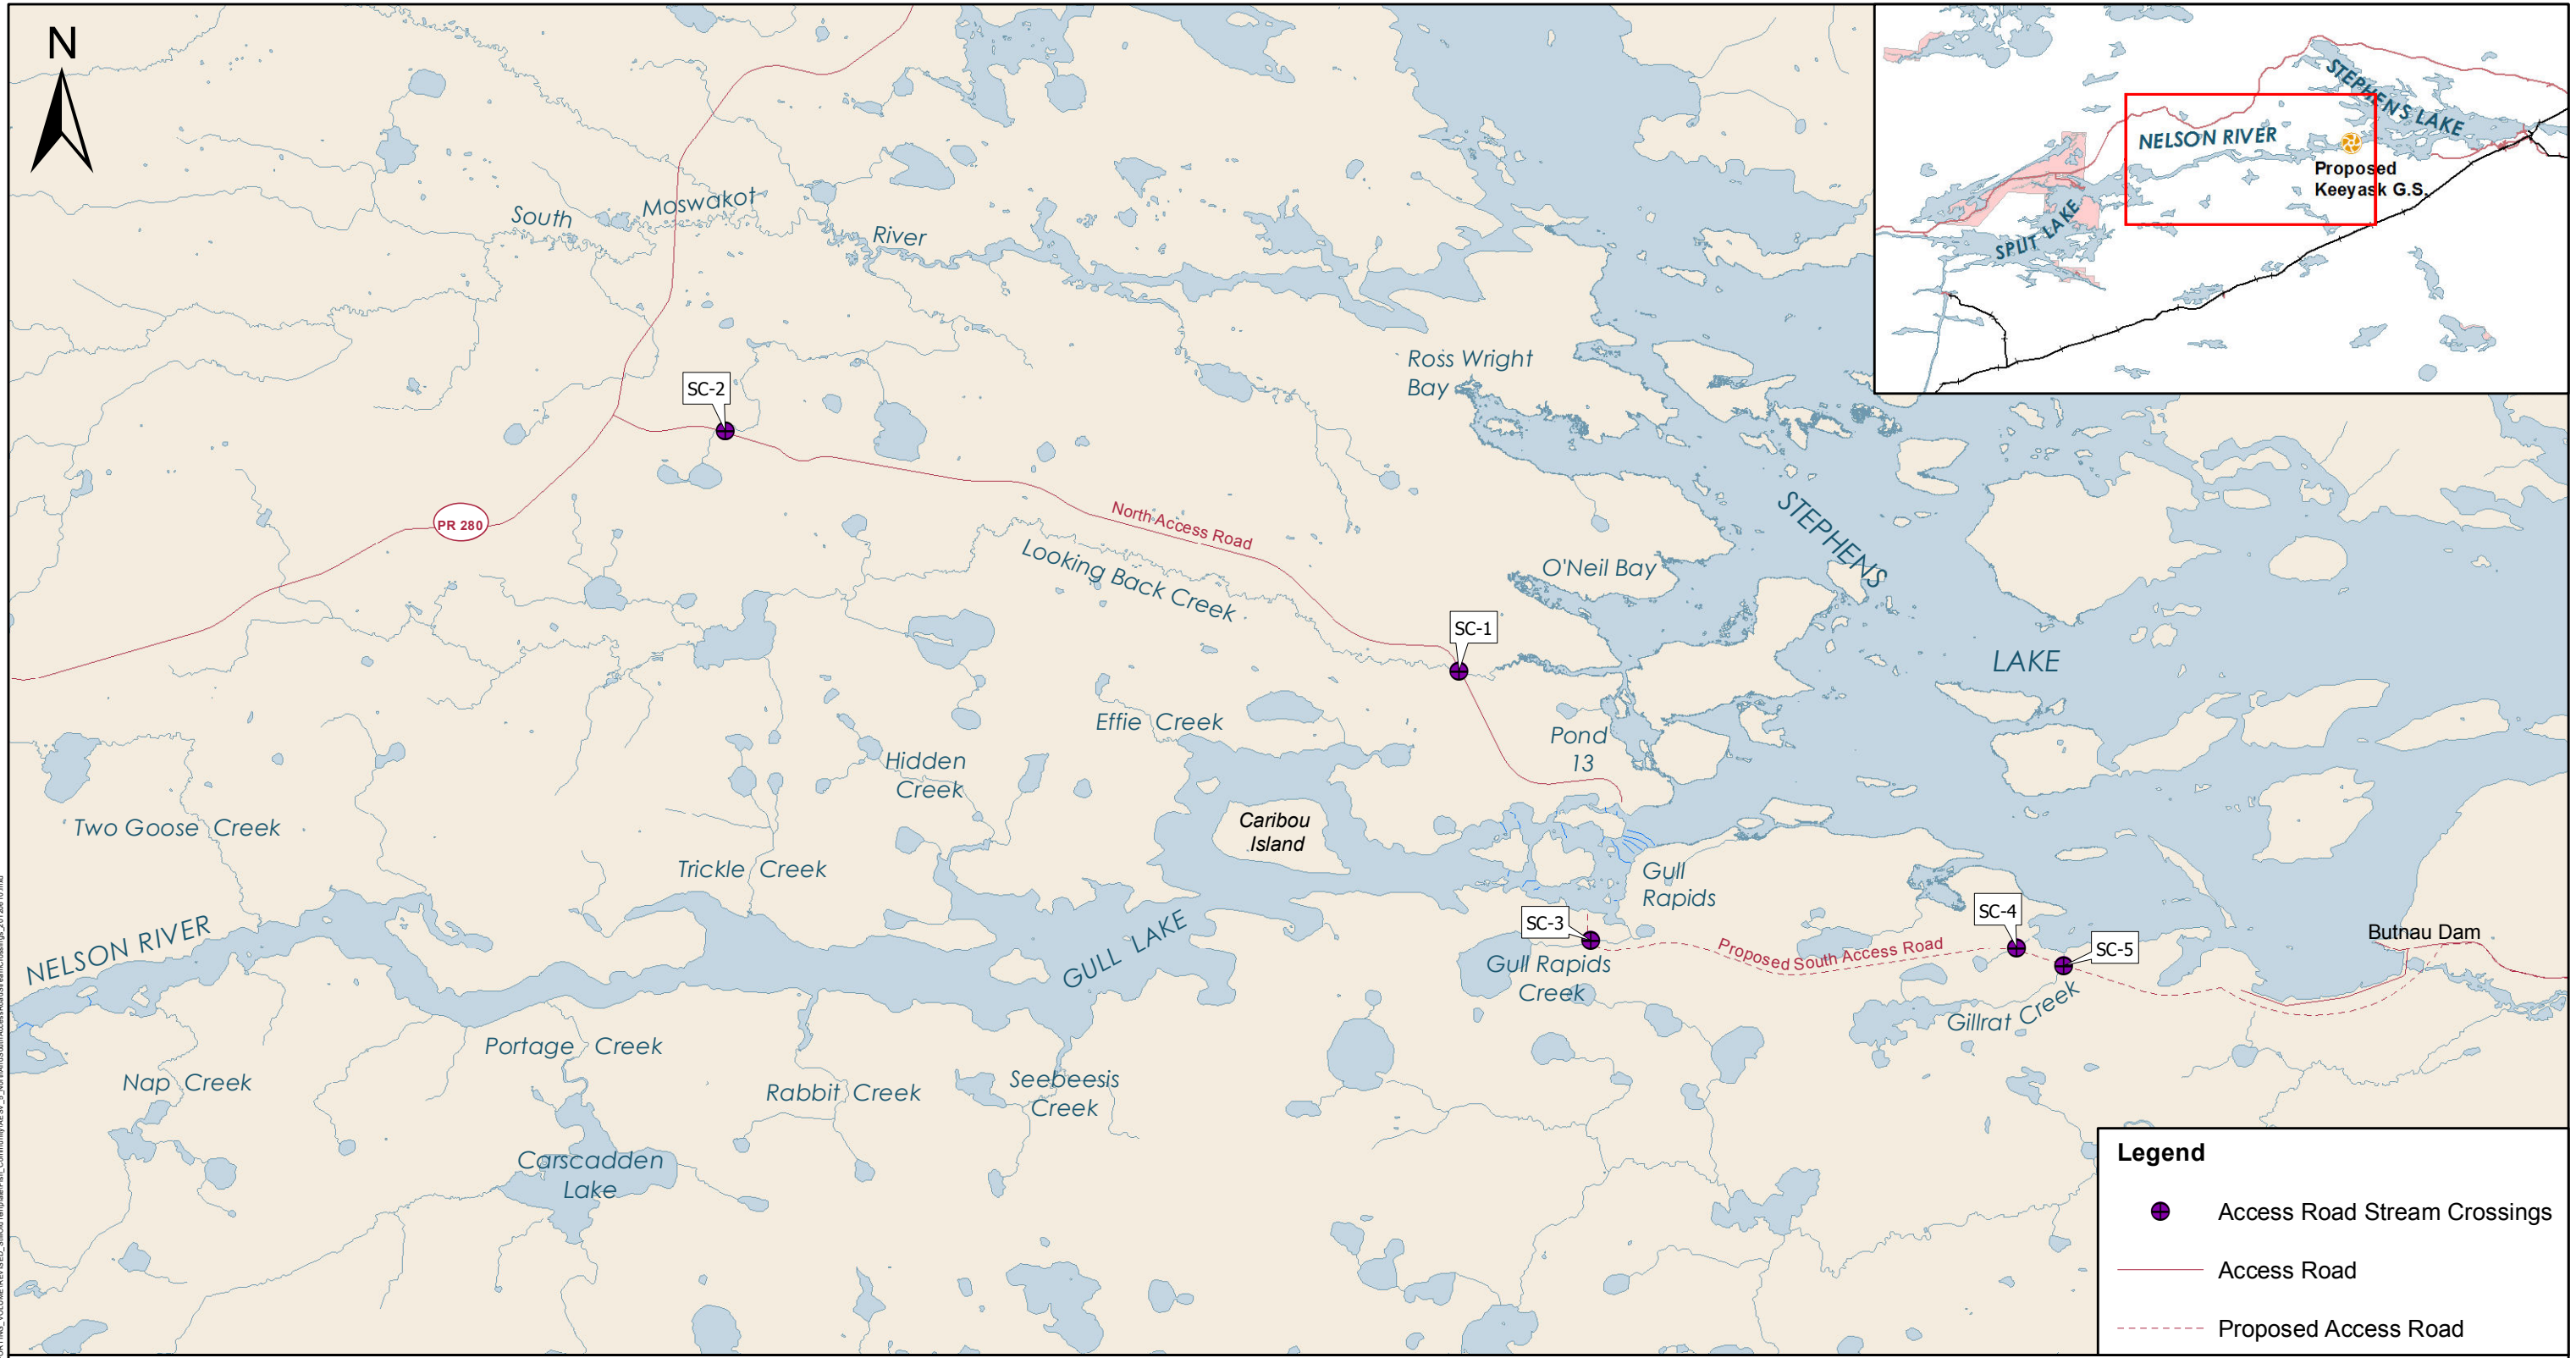 N
STEPHENS LAKE
NELSON RIVER
Proposed
Keeyask G.S.
SPLIT LAKE
South
Moswakot
River
Ross Wright
Bay
SC-2
PR 280
North Access Road
STEPHENS
Looking Back Creek
O'Neil Bay
SC-1
LAKE
Effie Creek
Pond
13
Hidden
Creek
Two Goose Creek
Caribou
Island
Trickle Creek
Gull
Rapids
NELSON RIVER
GULL LAKE
SC-3
SC-4
Proposed South Access Road
SC-5
Butnau Dam
Gull Rapids
Creek
Gillrat Creek
Portage Creek
Nap Creek
Rabbit Creek
Seebeesis
Creek
Carscadden
Lake
Legend
Access Road Stream Crossings
Access Road
Proposed Access Road